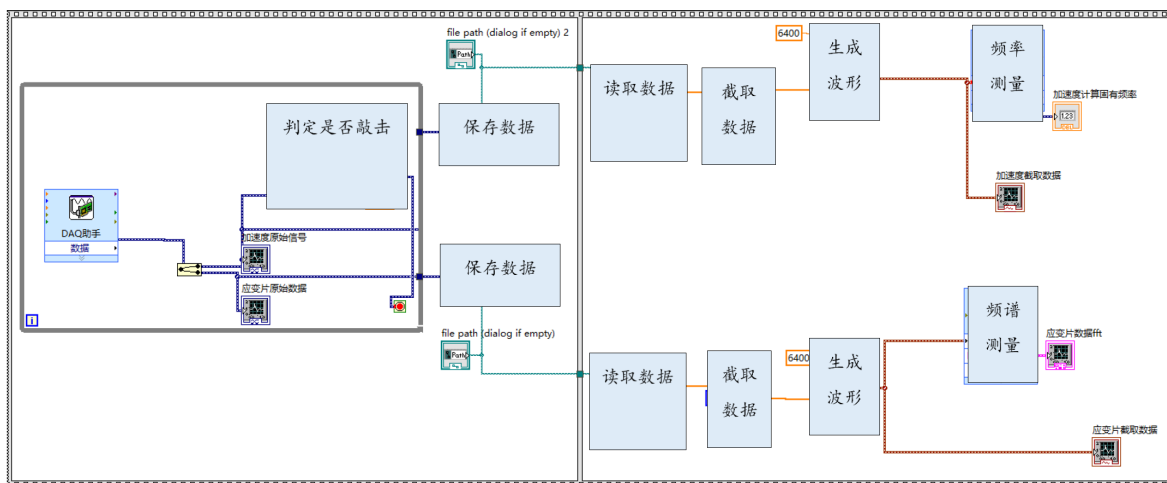 file path (dialog if empty) 2
Path
判定是否敲击
保存数据
DAQ助手
数据
加速度原始信号
应变片原始数据
i
保存数据
file path (dialog if empty)
Path
读取数据
截取
数据
6400
生成
波形
频率
测量
加速度计算固有频率
1.23
加速度截取数据
读取数据
截取
数据
6400
生成
波形
频谱
测量
应变片数据fft
应变片截取数据